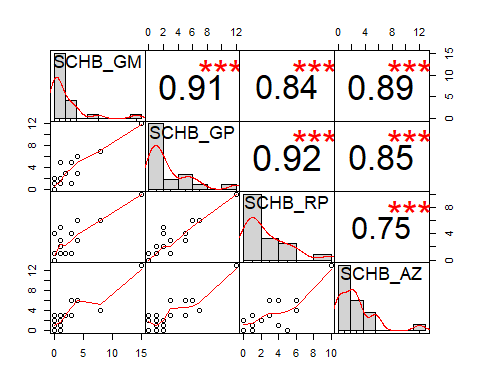 0 2 4 6 8 12
0 4 8 12
SCHB_GM
0.91
***
0.84
***
0.89
***
0 5 10 15
0 4 8 12
SCHB_GP
0.92
***
0.85
***
SCHB_RP
0.75
***
0 4 8
0 4 8 12
SCHB_AZ
0 5 10 15
0 2 4 6 8 10